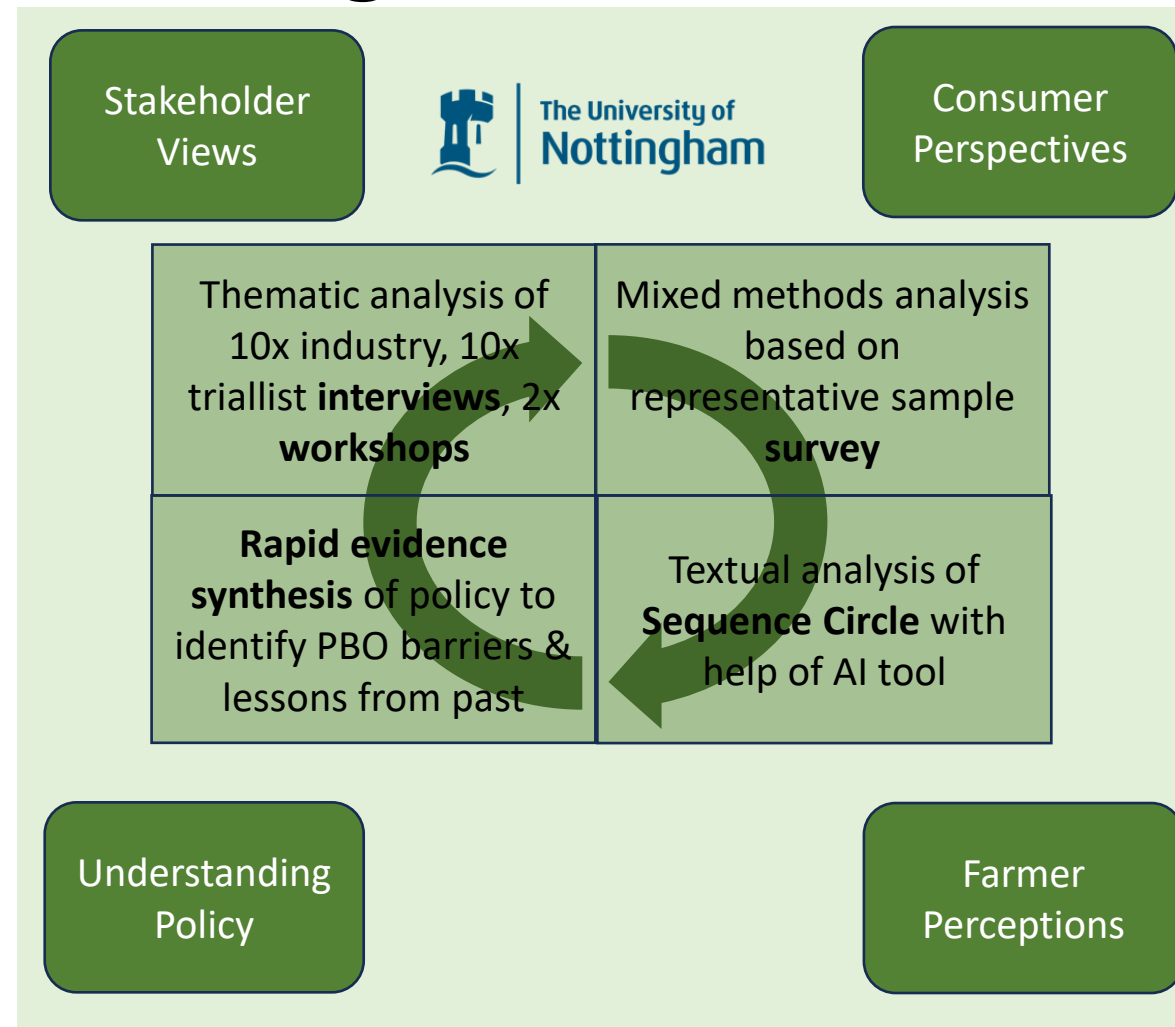 Stakeholder
Views
The University of
Nottingham
Consumer
Perspectives
Thematic analysis of
10x industry, 10x
triallist interviews, 2x
workshops
Mixed methods analysis
based on
representative sample
survey
Rapid evidence
synthesis of policy to
identify PBO barriers &
lessons from past
Textual analysis of
Sequence Circle with
help of AI tool
Understanding
Policy
Farmer
Perceptions